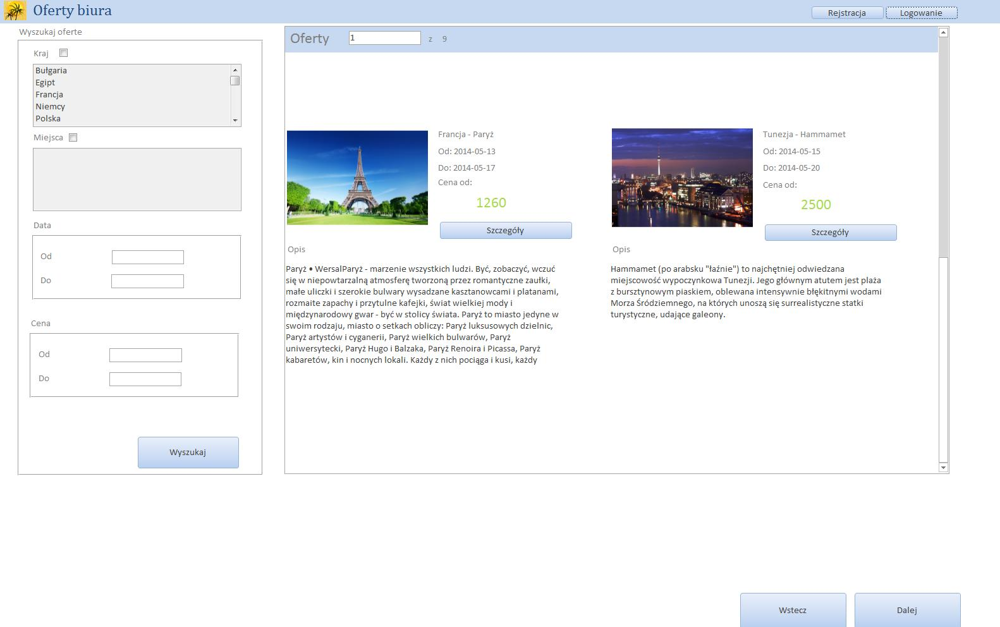 Oferty biura
Rejstracja
Logowanie
Wyszukaj oferte
Kraj
Bułgaria
Egipt
Francja
Niemcy
Polska
Miejsca
Data
Od
Do
Cena
Od
Do
Wyszukaj
Oferty 1 z 9
Francja - Paryż
Od: 2014-05-13
Do: 2014-05-17
Cena od:
1260
Szczegóły
Opis
Paryż • WersalParyż - marzenie wszystkich ludzi. Być, zobaczyć, wczuć
się w niepowtarzalną atmosferę tworzoną przez romantyczne zaułki,
małe uliczki i szerokie bulwary wysadzane kasztanowcami i platanami,
rozmaite zapachy i przytulne kafejki, świat wielkiej mody i
międzynarodowy gwar - być w stolicy świata. Paryż to miasto jedyne w
swoim rodzaju, miasto o setkach obliczy: Paryż luksusowych dzielnic,
Paryż artystów i cyganerii, Paryż wielkich bulwarów, Paryż
uniwersytecki, Paryż Hugo i Balzaka, Paryż Renoira i Picassa, Paryż
kabaretów, kin i nocnych lokali. Każdy z nich pociąga i kusi, każdy
Tunezja - Hammamet
Od: 2014-05-15
Do: 2014-05-20
Cena od:
2500
Szczegóły
Opis
Hammamet (po arabsku "łaźnie") to najchętniej odwiedzana
miejscowość wypoczynkowa Tunezji. Jego głównym atutem jest plaża
z bursztynowym piaskiem, oblewana intensywnie błękitnymi wodami
Morza Śródziemnego, na których unoszą się surrealistyczne statki
turystyczne, udające galeony.
Wstecz
Dalej